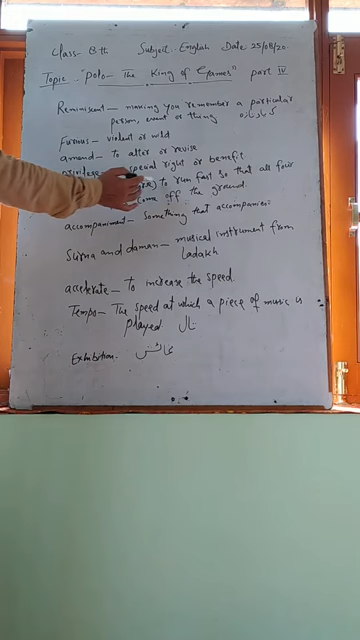 Class- 8th Subject: English Date 25/08/20
Topic "Polo- The King of Games" part IV
Reminiscent — making you remember a particular
person, event or thing
Furious — violent or wild
amend — To alter or revise
privilege special right or benefit
to run fast so that all four
come off the ground.
accompaniment — Something that accompanies
Surna and daman — musical instrument from
Ladakh
accelerate — To increase the speed.
Tempo — The speed at which a piece of music is
played تال
Exhibition - نمائش